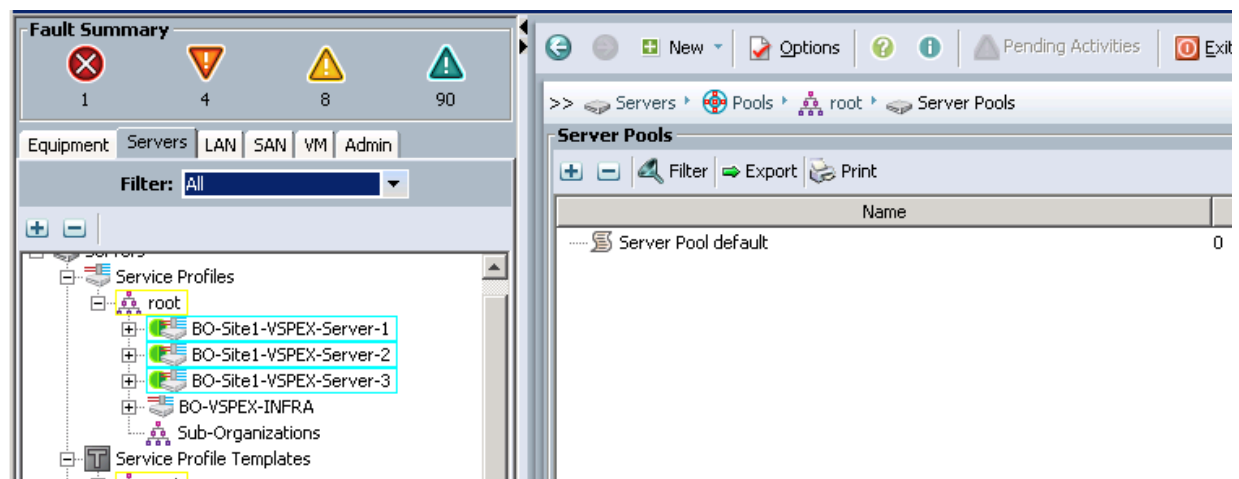 Fault Summary
1 4 8 90
Equipment Servers LAN SAN VM Admin
Filter: All
Servers
Service Profiles
root
BO-Site1-VSPEX-Server-1
BO-Site1-VSPEX-Server-2
BO-Site1-VSPEX-Server-3
BO-VSPEX-INFRA
Sub-Organizations
Service Profile Templates
New Options ? i Pending Activities Exit
>> Servers Pools root Server Pools
Server Pools
Filter Export Print
Name
Server Pool default 0